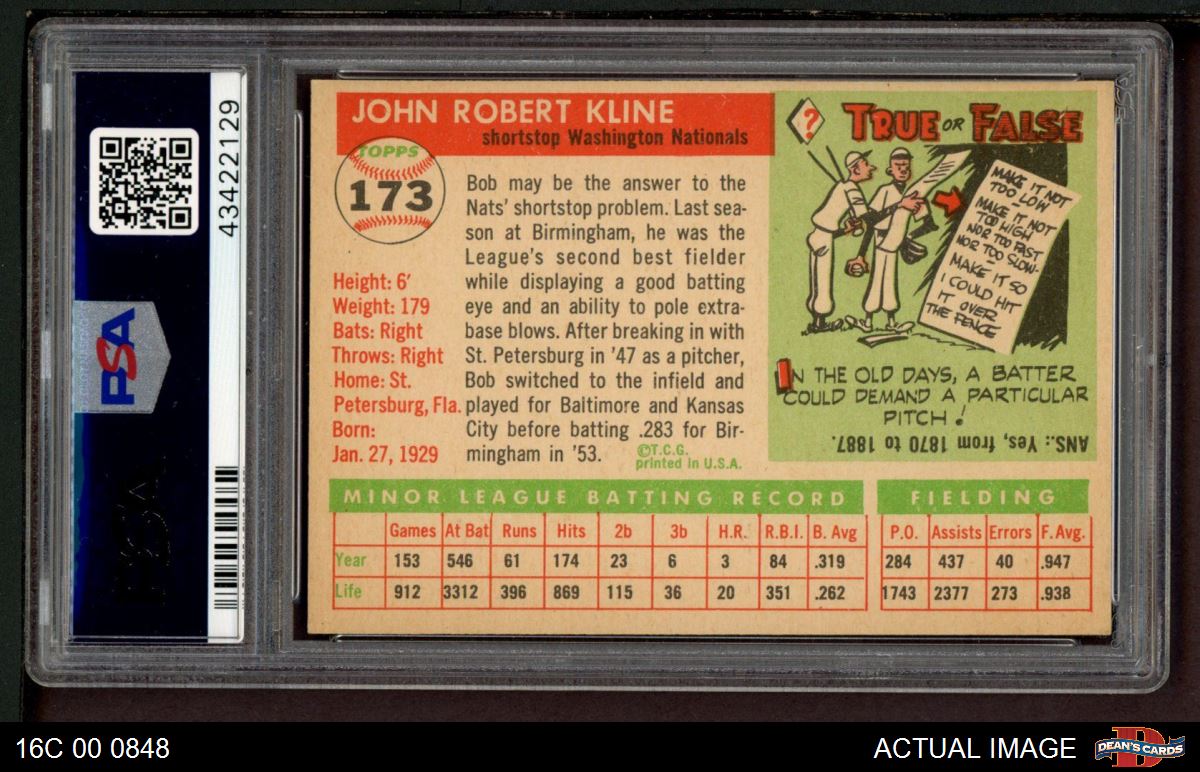 JOHN ROBERT KLINE
shortstop Washington Nationals
TOPPS
173
Height: 6'
Weight: 179
Bats: Right
Throws: Right
Home: St.
Petersburg, Fla.
Born:
Jan. 27, 1929
Bob may be the answer to the
Nats' shortstop problem. Last sea-
son at Birmingham, he was the
League's second best fielder
while displaying a good batting
eye and an ability to pole extra-
base blows. After breaking in with
St. Petersburg in '47 as a pitcher,
Bob switched to the infield and
played for Baltimore and Kansas
City before batting .283 for Bir-
mingham in '53.
©T.C.G.
printed in U.S.A.
? TRUE OR FALSE
MAKE IT NOT
TOO LOW
MAKE IT NOT
TOO HIGH
NOR TOO FAST
NOR TOO SLOW-
MAKE IT SO
I COULD HIT
IT OVER
THE FENCE
IN THE OLD DAYS, A BATTER
COULD DEMAND A PARTICULAR
PITCH!
ANS.: Yes, from 1870 to 1887.
MINOR LEAGUE BATTING RECORD FIELDING
Games At Bat Runs Hits 2b 3b H.R. R.B.I. B. Avg P.O. Assists Errors F. Avg.
Year 153 546 61 174 23 6 3 84 .319 284 437 40 .947
Life 912 3312 396 869 115 36 20 351 .262 1743 2377 273 .938
43422129
PSA
PSA
16C 00 0848
ACTUAL IMAGE
D
DEAN'S CARDS